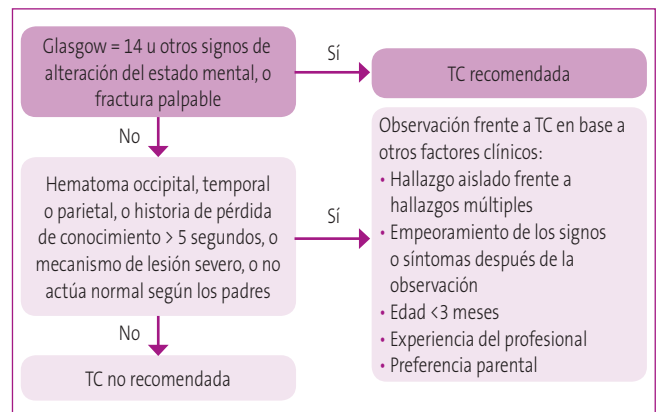 Glasgow = 14 u otros signos de
alteración del estado mental, o
fractura palpable
Sí
TC recomendada
No
Hematoma occipital, temporal
o parietal, o historia de pérdida
de conocimiento > 5 segundos, o
mecanismo de lesión severo, o no
actúa normal según los padres
Sí
Observación frente a TC en base a
otros factores clínicos:
• Hallazgo aislado frente a
hallazgos múltiples
• Empeoramiento de los signos
o síntomas después de la
observación
• Edad <3 meses
• Experiencia del profesional
• Preferencia parental
No
TC no recomendada